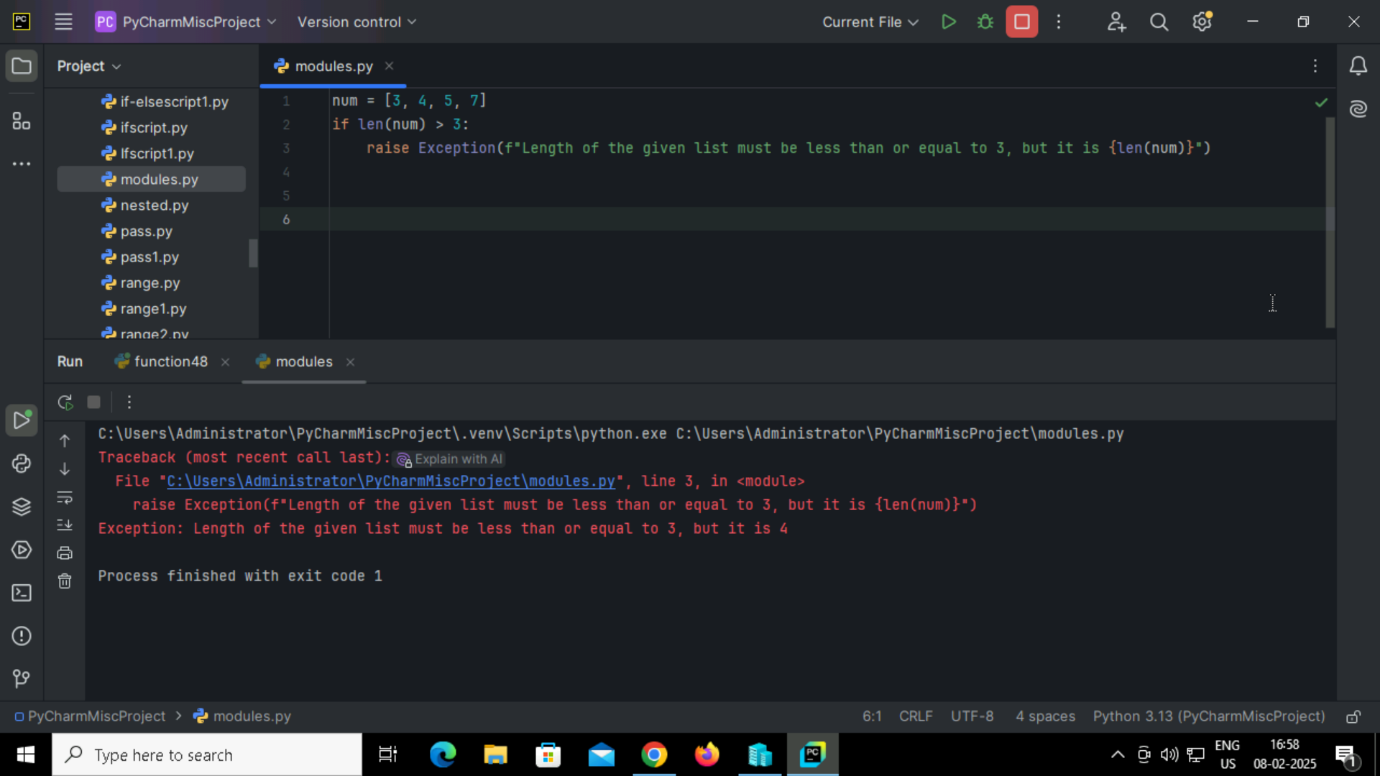 PC PyCharmMiscProject Version control Current File
Project modules.py
if-elsescript1.py
ifscript.py
Ifscript1.py
modules.py
nested.py
pass.py
pass1.py
range.py
range1.py
range2.py
1 num = [3, 4, 5, 7]
2 if len(num) > 3:
3 raise Exception(f"Length of the given list must be less than or equal to 3, but it is {len(num)}")
4
5
6
Run function48 modules
C:\Users\Administrator\PyCharmMiscProject\.venv\Scripts\python.exe C:\Users\Administrator\PyCharmMiscProject\modules.py
Traceback (most recent call last): Explain with AI
File "C:\Users\Administrator\PyCharmMiscProject\modules.py", line 3, in <module>
raise Exception(f"Length of the given list must be less than or equal to 3, but it is {len(num)}")
Exception: Length of the given list must be less than or equal to 3, but it is 4
Process finished with exit code 1
PyCharmMiscProject > modules.py 6:1 CRLF UTF-8 4 spaces Python 3.13 (PyCharmMiscProject)
Type here to search PC ENG 16:58
US 08-02-2025 1